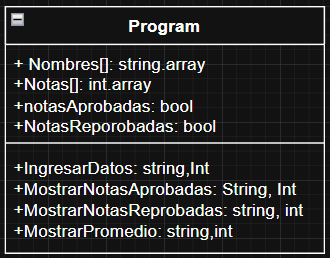 Program
+ Nombres[]: string.array
+Notas[]: int.array
+notasAprobadas: bool
+NotasReporobadas: bool
+IngresarDatos: string,Int
+MostrarNotasAprobadas: String, Int
+MostrarNotasReprobadas: string, int
+MostrarPromedio: string,int